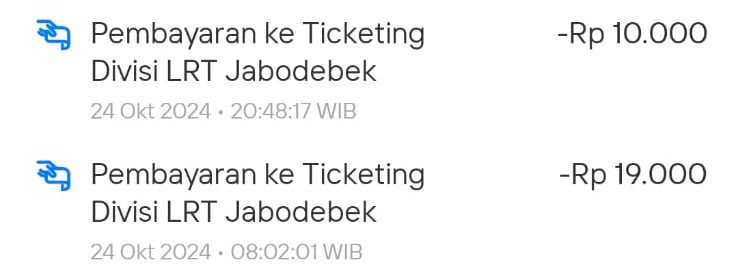 Pembayaran ke Ticketing -Rp 10.000
Divisi LRT Jabodebek
24 Okt 2024 • 20:48:17 WIB
Pembayaran ke Ticketing -Rp 19.000
Divisi LRT Jabodebek
24 Okt 2024 • 08:02:01 WIB